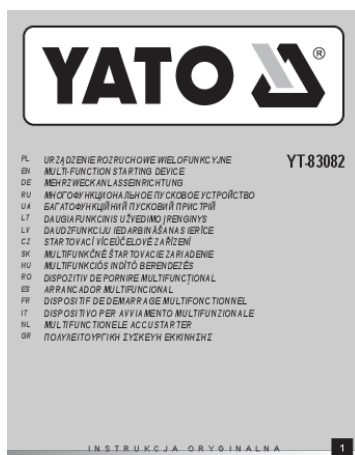 YATO ®
YT-83082
PL URZĄDZENIE ROZRUCHOWE WIELOFUNKCYJNE
EN MULTI-FUNCTION STARTING DEVICE
DE MEHRZWECKANLASSEINRICHTUNG
RU МНОГОФУНКЦИОНАЛЬНОЕ ПУСКОВОЕ УСТРОЙСТВО
UA БАГАТОФУНКЦІЙНИЙ ПУСКОВИЙ ПРИСТРІЙ
LT DAUGIAFUNKCINIS UŽVEDIMO ĮRENGINYS
LV DAUDZFUNKCIJU IEDARBINĀŠANAS IERĪCE
CZ STARTOVACÍ VÍCEÚČELOVÉ ZAŘÍZENÍ
SK MULTIFUNKČNÉ ŠTARTOVACIE ZARIADENIE
HU MULTIFUNKCIÓS INDÍTÓ BERENDEZÉS
RO DISPOZITIV DE PORNIRE MULTIFUNCȚIONAL
ES ARRANCADOR MULTIFUNCIONAL
FR DISPOSITIF DE DEMARRAGE MULTIFONCTIONNEL
IT DISPOSITIVO PER AVVIAMENTO MULTIFUNZIONALE
NL MULTIFUNCTIONELE ACCUSTARTER
GR ΠΟΛΥΛΕΙΤΟΥΡΓΙΚΗ ΣΥΣΚΕΥΗ ΕΚΚΙΝΗΣΗΣ
INSTRUKCJA ORYGINALNA 1